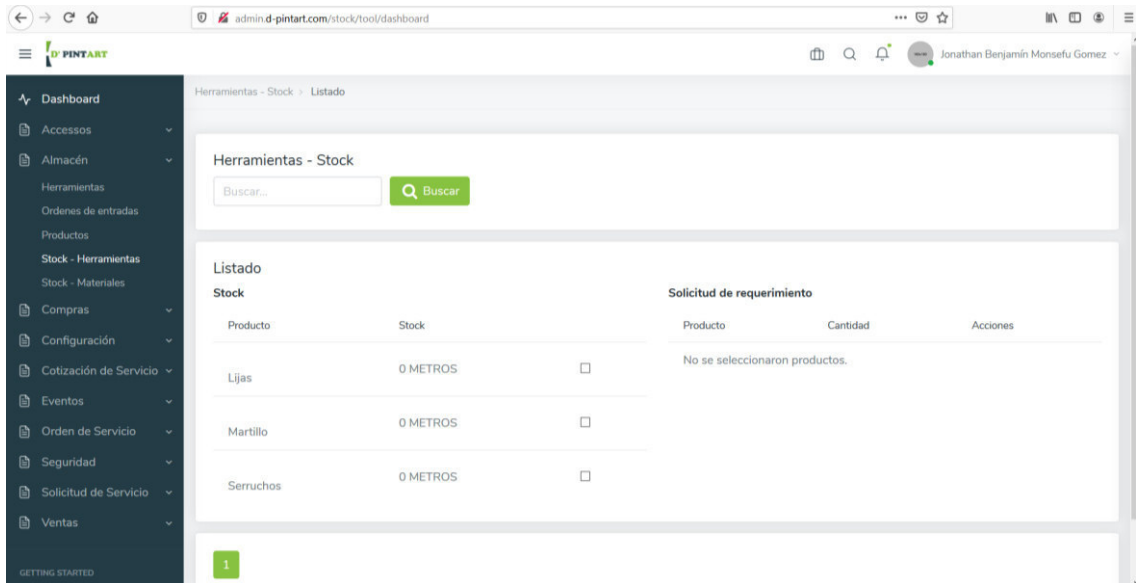 admin.d-pintart.com/stock/tool/dashboard
D' PINTART
Jonathan Benjamín Monsefu Gomez
Dashboard
Accessos
Almacén
Herramientas
Ordenes de entradas
Productos
Stock - Herramientas
Stock - Materiales
Compras
Configuración
Cotización de Servicio
Eventos
Orden de Servicio
Seguridad
Solicitud de Servicio
Ventas
GETTING STARTED
Herramientas - Stock > Listado
Herramientas - Stock
Buscar...
Buscar
Listado
Stock
Producto Stock
Lijas 0 METROS
Martillo 0 METROS
Serruchos 0 METROS
Solicitud de requerimiento
Producto Cantidad Acciones
No se seleccionaron productos.
1